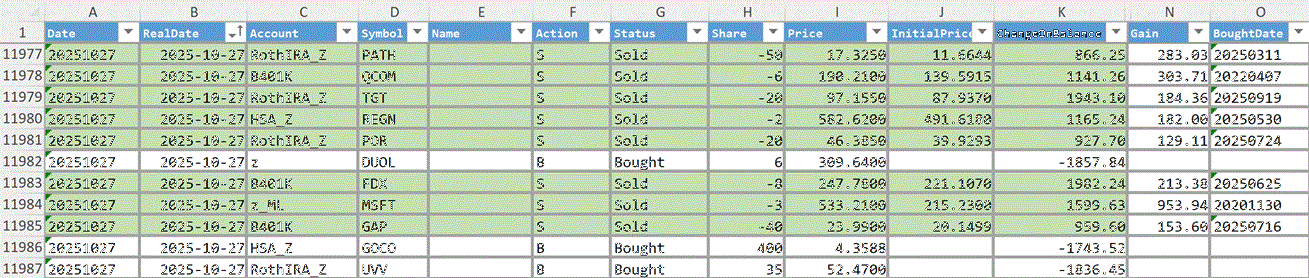 A B C D E F G H I J K N O
1 Date RealDate Account Symbol Name Action Status Share Price InitialPrice ChangeOnBalance Gain BoughtDate
11977 20251027 2025-10-27 RothIRA_Z PATH S Sold -50 17.3250 11.6644 866.25 283.03 20250311
11978 20251027 2025-10-27 8401K QCOM S Sold -6 190.2100 139.5915 1141.26 303.71 20220407
11979 20251027 2025-10-27 RothIRA_Z TGT S Sold -20 97.1550 87.9370 1943.10 184.36 20250919
11980 20251027 2025-10-27 HSA_Z REGN S Sold -2 582.6200 491.6180 1165.24 182.00 20250530
11981 20251027 2025-10-27 RothIRA_Z POR S Sold -20 46.3850 39.9293 927.70 129.11 20250724
11982 20251027 2025-10-27 z DUOL B Bought 6 309.6400 -1857.84
11983 20251027 2025-10-27 8401K FDX S Sold -8 247.7800 221.1070 1982.24 213.38 20250625
11984 20251027 2025-10-27 z_ML MSFT S Sold -3 533.2100 215.2300 1599.63 953.94 20201130
11985 20251027 2025-10-27 8401K GAP S Sold -40 23.9900 20.1499 959.60 153.60 20250716
11986 20251027 2025-10-27 HSA_Z GOCO B Bought 400 4.3588 -1743.52
11987 20251027 2025-10-27 RothIRA_Z UVV B Bought 35 52.4700 -1836.45